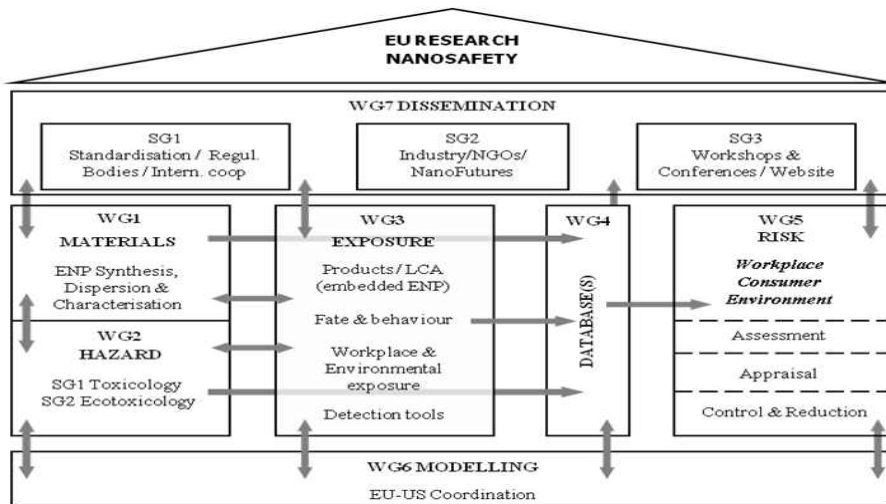 EU RESEARCH
NANOSAFETY
WG7 DISSEMINATION
SG1
Standardisation / Regul.
Bodies / Intern. coop
SG2
Industry/NGOs/
NanoFutures
SG3
Workshops &
Conferences / Website
WG1
MATERIALS
ENP Synthesis,
Dispersion &
Characterisation
WG2
HAZARD
SG1 Toxicology
SG2 Ecotoxicology
WG3
EXPOSURE
Products / LCA
(embedded ENP)
Fate & behaviour
Workplace &
Environmental
exposure
Detection tools
WG4
DATABASE(S)
WG5
RISK
Workplace
Consumer
Environment
Assessment
Appraisal
Control & Reduction
WG6 MODELLING
EU-US Coordination